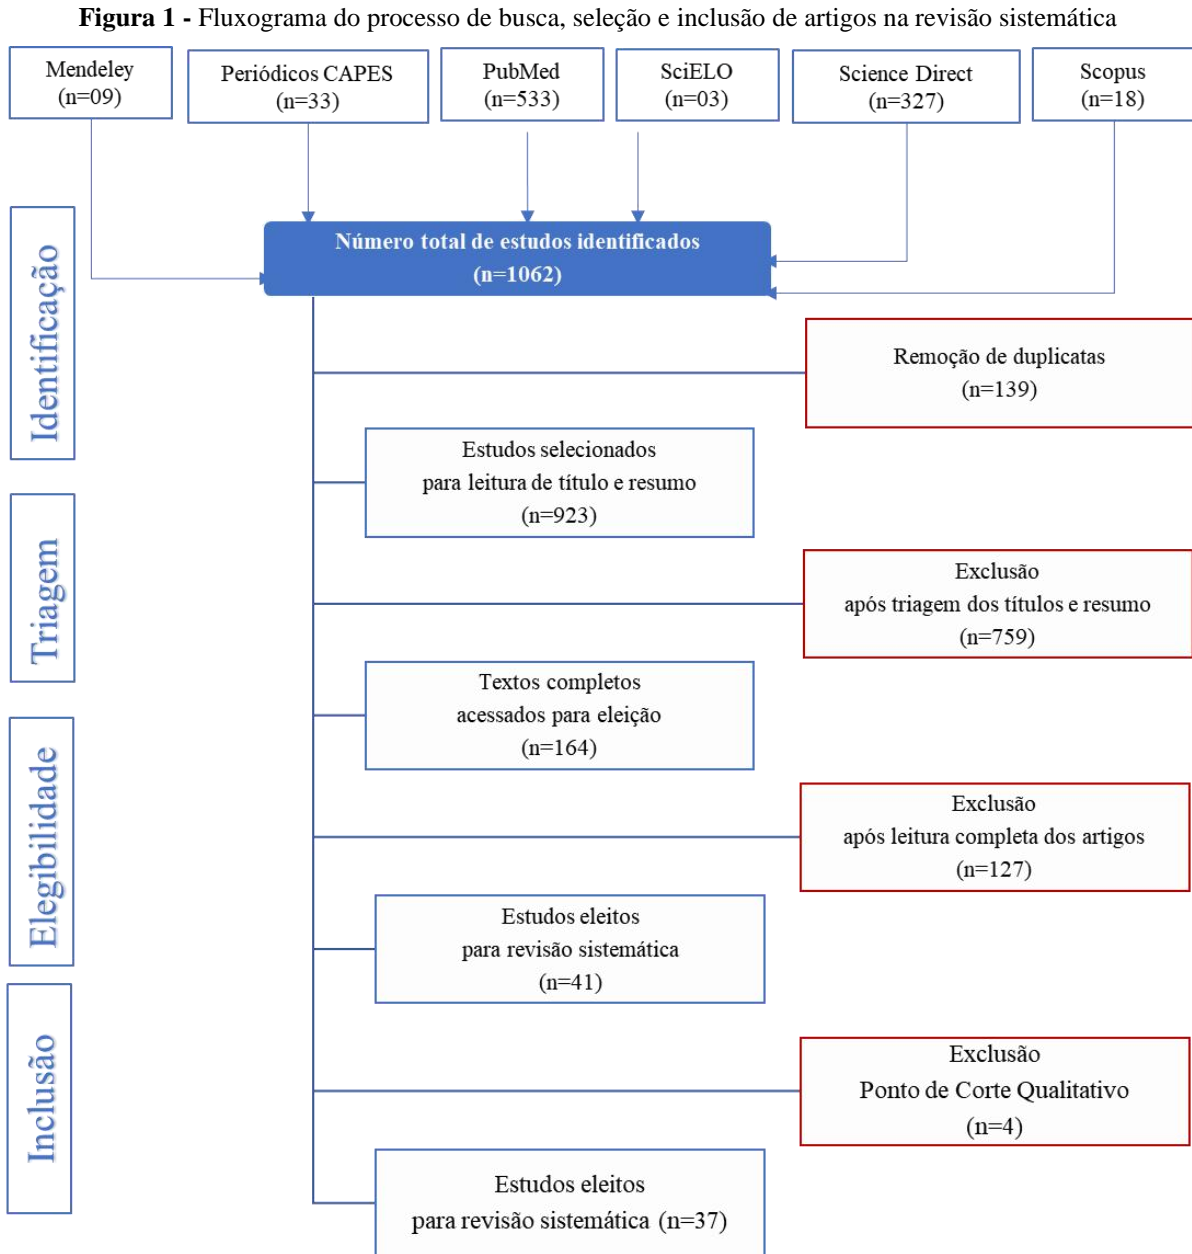 Figura 1 - Fluxograma do processo de busca, seleção e inclusão de artigos na revisão sistemática
Mendeley
(n=09)
Periódicos CAPES
(n=33)
PubMed
(n=533)
SciELO
(n=03)
Science Direct
(n=327)
Scopus
(n=18)
Identificação
Número total de estudos identificados
(n=1062)
Remoção de duplicatas
(n=139)
Estudos selecionados
para leitura de título e resumo
(n=923)
Triagem
Exclusão
após triagem dos títulos e resumo
(n=759)
Textos completos
acessados para eleição
(n=164)
Elegibilidade
Exclusão
após leitura completa dos artigos
(n=127)
Estudos eleitos
para revisão sistemática
(n=41)
Inclusão
Exclusão
Ponto de Corte Qualitativo
(n=4)
Estudos eleitos
para revisão sistemática (n=37)